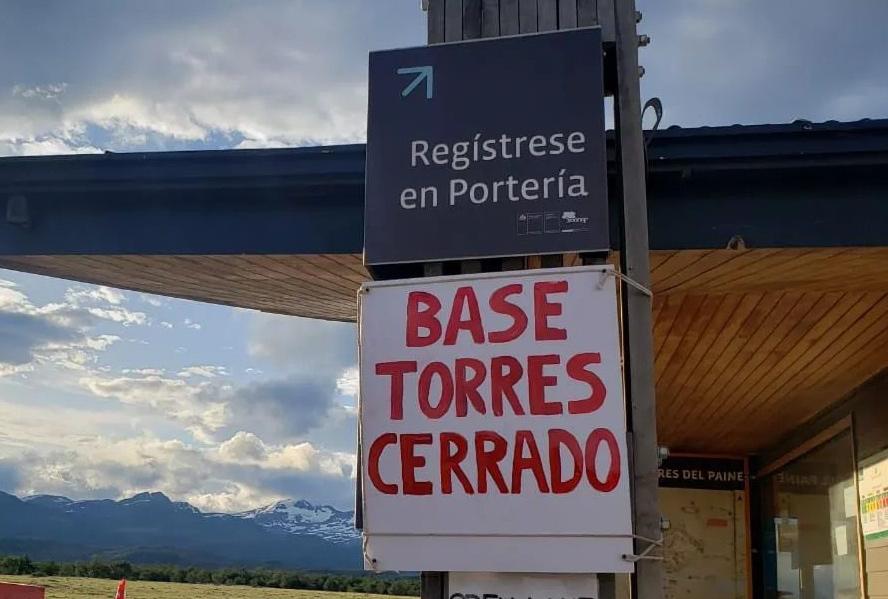 Regístrese
en Portería
BASE
TORRES
CERRADO
RES DEL PAINE